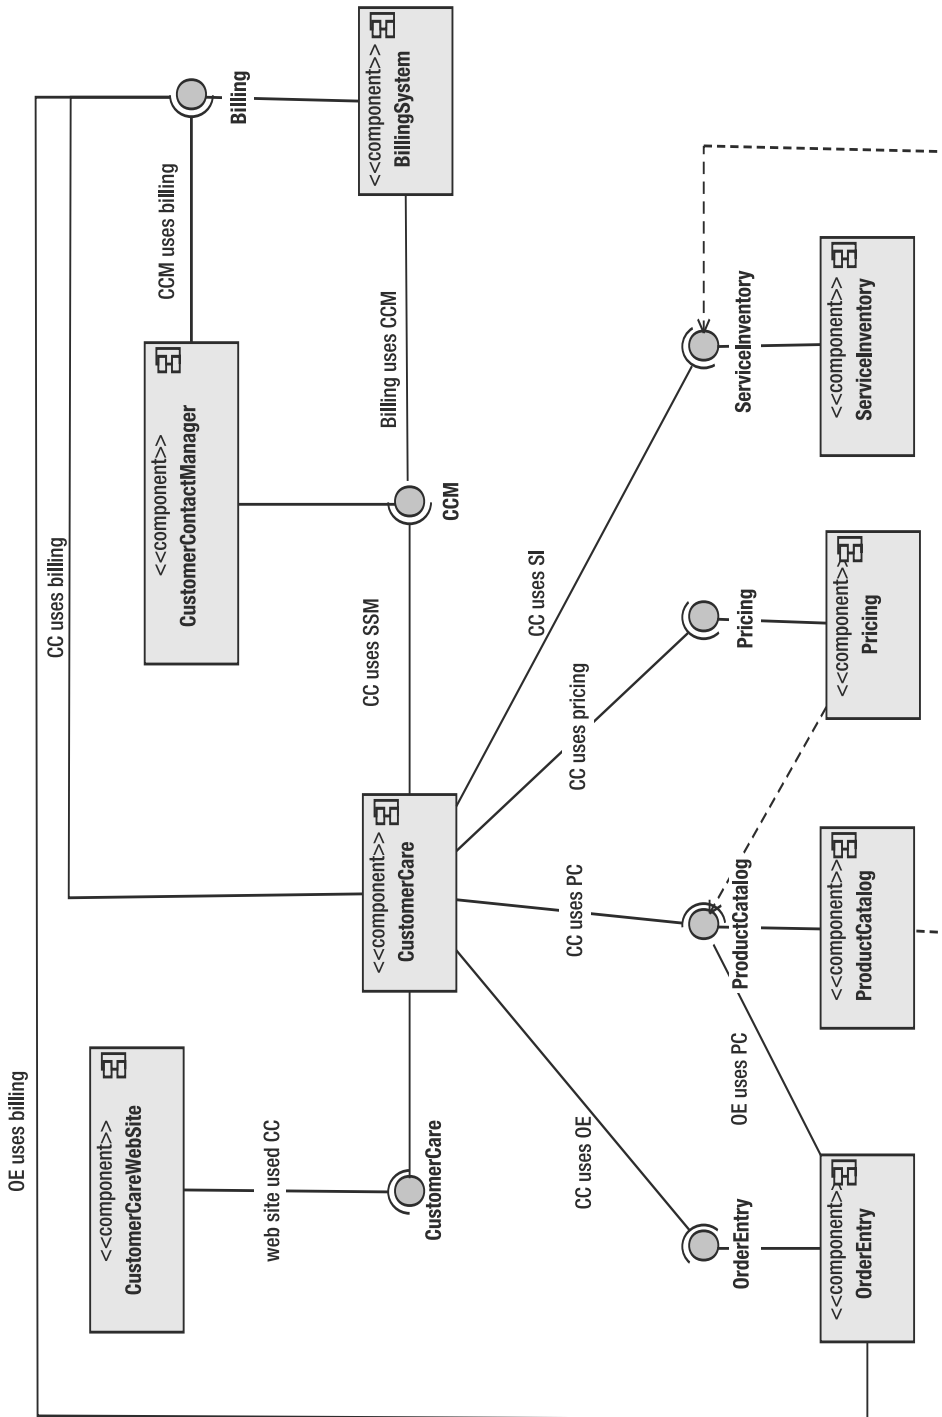 OE uses billing
CC uses billing
<<component>>
CustomerCareWebSite
<<component>>
CustomerContactManager
CCM uses billing
Billing
web site used CC
<<component>>
CustomerCare
CC uses SSM
Billing uses CCM
<<component>>
BillingSystem
CustomerCare
CCM
CC uses OE
CC uses PC
CC uses pricing
CC uses SI
OrderEntry
OE uses PC
ProductCatalog
Pricing
ServiceInventory
<<component>
OrderEntry
<<component>>
ProductCatalog
<<component>
Pricing
<<component>>
ServiceInventory